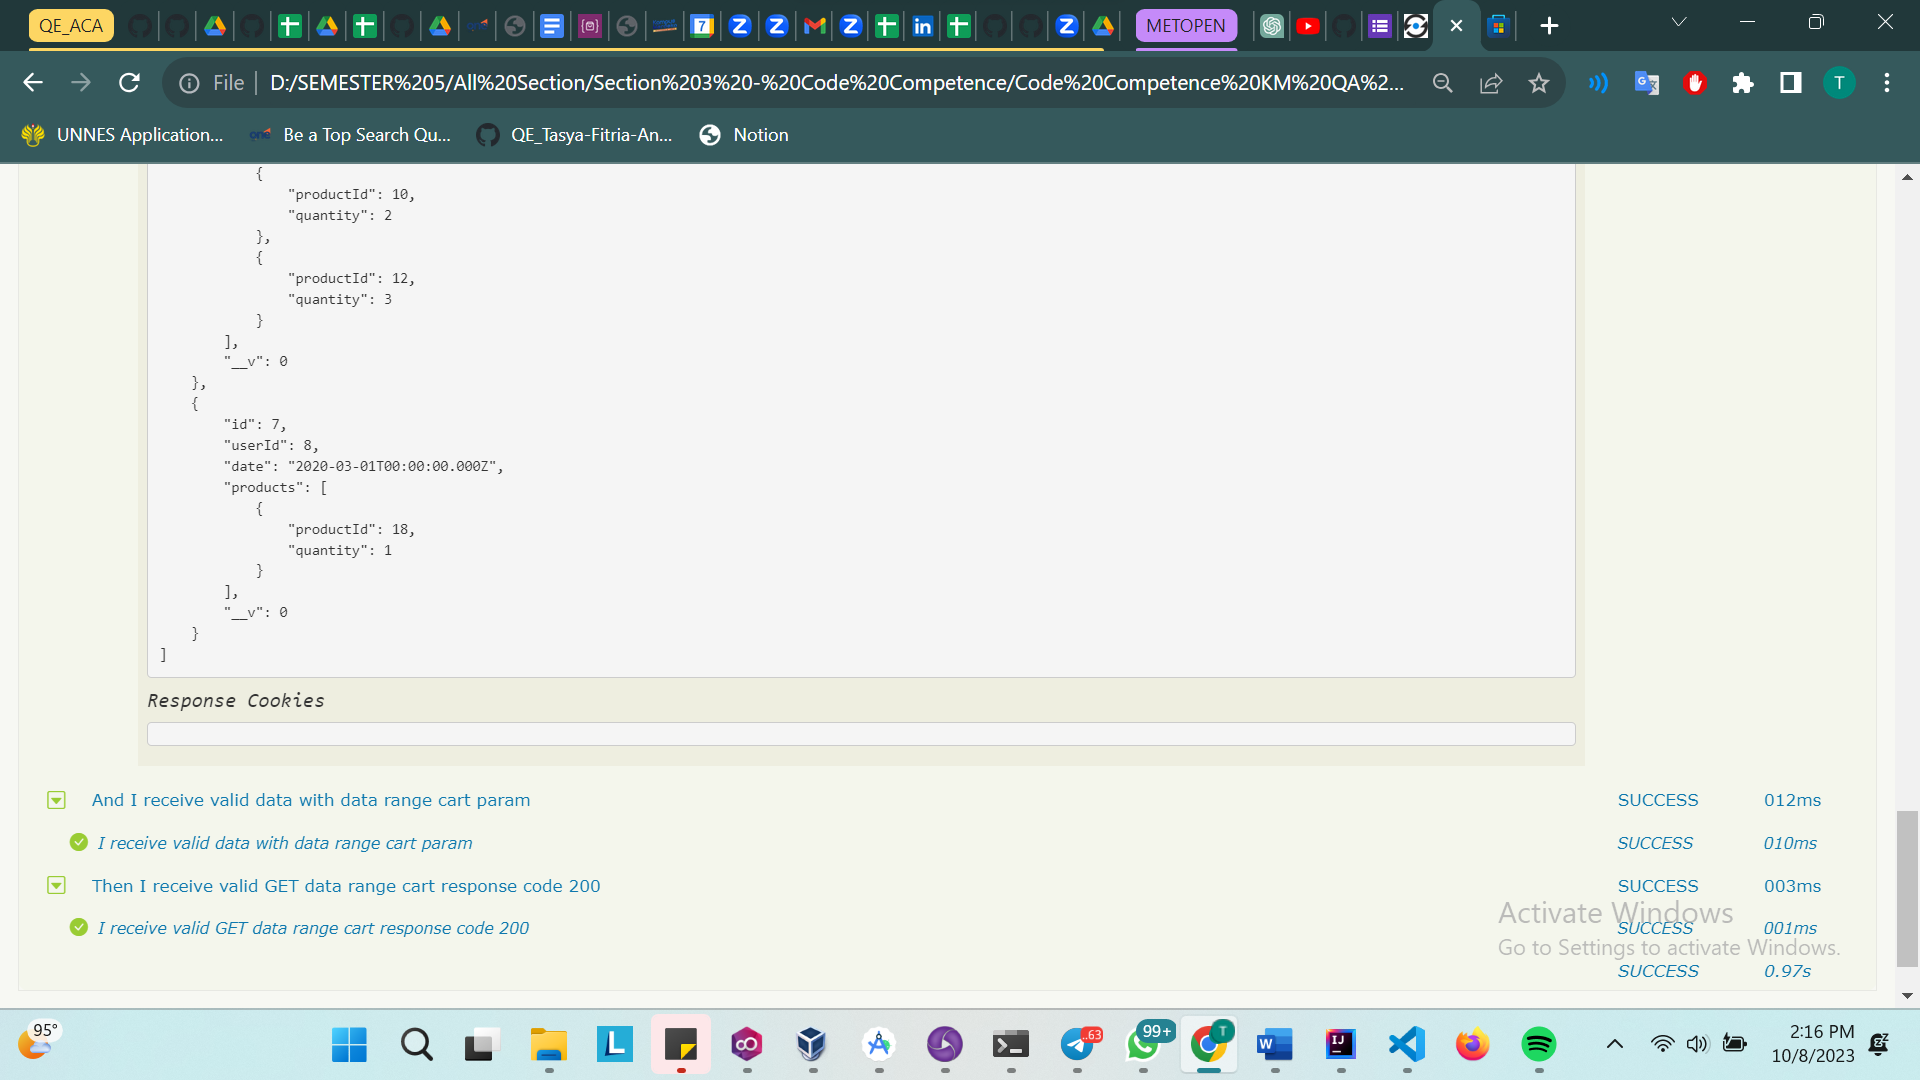 QE_ACA
METOPEN
File
D:/SEMESTER%205/All%20Section/Section%203%20-%20Code%20Competence/Code%20Competence%20KM%20QA%2...
T
UNNES Application...
Be a Top Search Qu...
QE_Tasya-Fitria-An...
Notion
{
"productId": 10,
"quantity": 2
},
{
"productId": 12,
"quantity": 3
}
],
"__v": 0
},
{
"id": 7,
"userId": 8,
"date": "2020-03-01T00:00:00.000Z",
"products": [
{
"productId": 18,
"quantity": 1
}
],
"__v": 0
}
]
Response Cookies
And I receive valid data with data range cart param SUCCESS 012ms
I receive valid data with data range cart param SUCCESS 010ms
Then I receive valid GET data range cart response code 200 SUCCESS 003ms
Activate Windows
I receive valid GET data range cart response code 200 SUCCESS 001ms
Go to Settings to activate Windows.
SUCCESS 0.97s
95°
63
99+
T
2:16 PM
10/8/2023